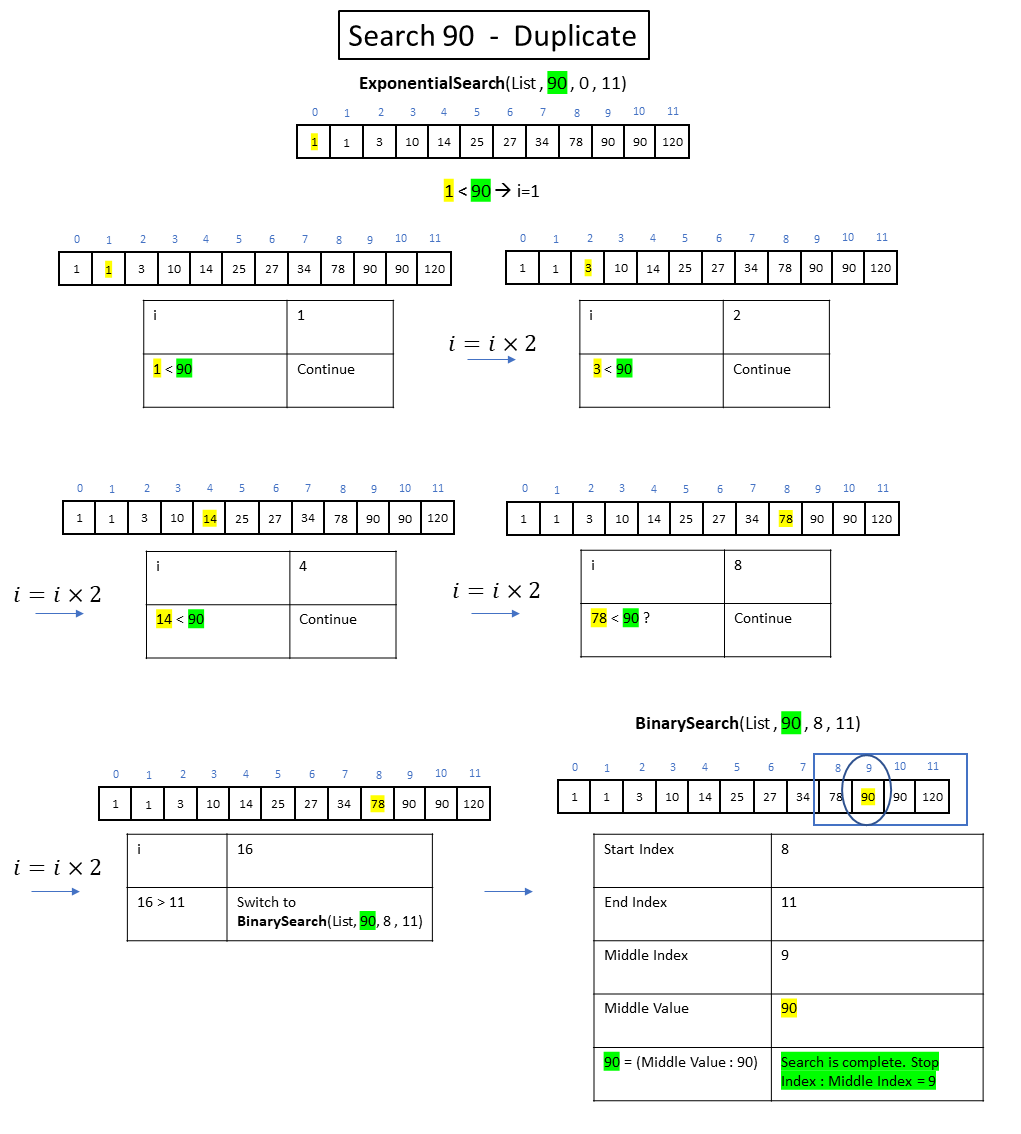 Search 90 - Duplicate
ExponentialSearch(List , 90 , 0 , 11)
0 1 2 3 4 5 6 7 8 9 10 11
1 1 3 10 14 25 27 34 78 90 90 120
1 < 90 → i=1
0 1 2 3 4 5 6 7 8 9 10 11
1 1 3 10 14 25 27 34 78 90 90 120
i 1
1 < 90 Continue
i = i × 2
0 1 2 3 4 5 6 7 8 9 10 11
1 1 3 10 14 25 27 34 78 90 90 120
i 2
3 < 90 Continue
i = i × 2
0 1 2 3 4 5 6 7 8 9 10 11
1 1 3 10 14 25 27 34 78 90 90 120
i 4
14 < 90 Continue
i = i × 2
0 1 2 3 4 5 6 7 8 9 10 11
1 1 3 10 14 25 27 34 78 90 90 120
i 8
78 < 90 ? Continue
i = i × 2
0 1 2 3 4 5 6 7 8 9 10 11
1 1 3 10 14 25 27 34 78 90 90 120
i 16
16 > 11 Switch to
BinarySearch(List, 90, 8 , 11)
BinarySearch(List , 90 , 8 , 11)
0 1 2 3 4 5 6 7 8 9 10 11
1 1 3 10 14 25 27 34 78 90 90 120
Start Index 8
End Index 11
Middle Index 9
Middle Value 90
90 = (Middle Value : 90) Search is complete. Stop
Index : Middle Index = 9